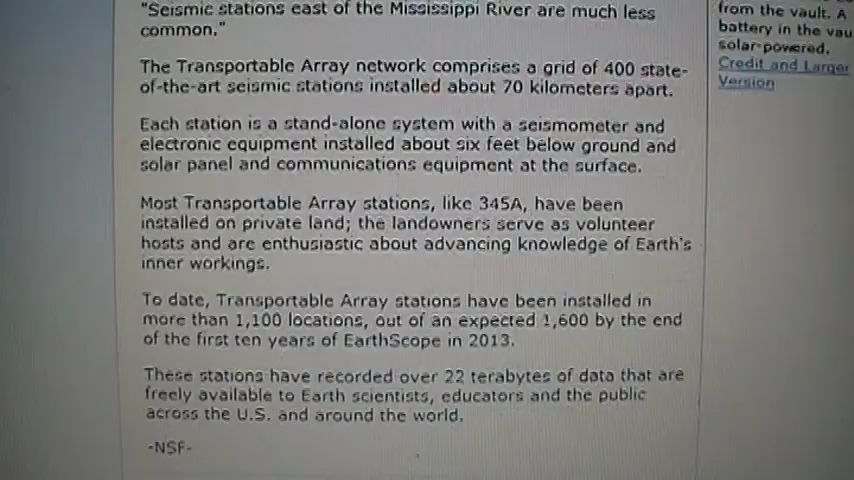 "Seismic stations east of the Mississippi River are much less
common."
The Transportable Array network comprises a grid of 400 state-
of-the-art seismic stations installed about 70 kilometers apart.
Each station is a stand-alone system with a seismometer and
electronic equipment installed about six feet below ground and
solar panel and communications equipment at the surface.
Most Transportable Array stations, like 345A, have been
installed on private land; the landowners serve as volunteer
hosts and are enthusiastic about advancing knowledge of Earth's
inner workings.
To date, Transportable Array stations have been installed in
more than 1,100 locations, out of an expected 1,600 by the end
of the first ten years of EarthScope in 2013.
These stations have recorded over 22 terabytes of data that are
freely available to Earth scientists, educators and the public
across the U.S. and around the world.
-NSF-
from the vault. A
battery in the vau
solar-powered.
Credit and Larger
Version